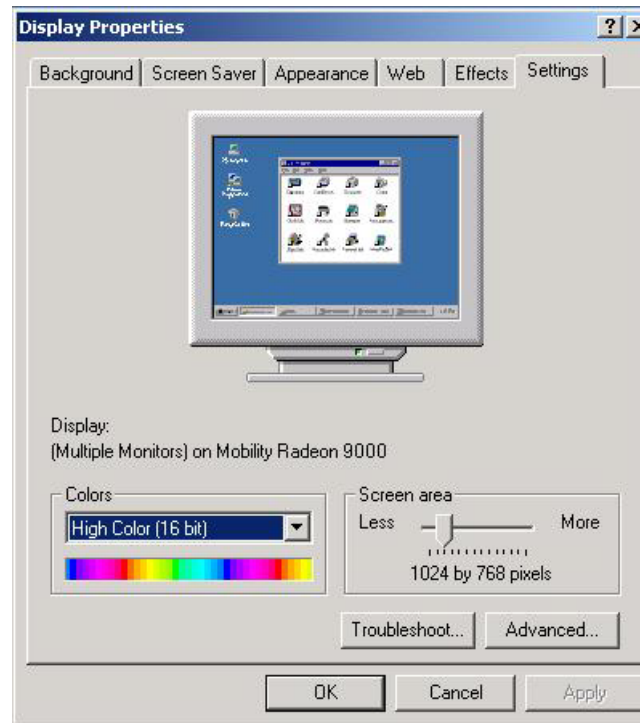 Display Properties
Background Screen Saver Appearance Web Effects Settings
Display:
(Multiple Monitors) on Mobility Radeon 9000
Colors
High Color (16 bit)
Screen area
Less More
1024 by 768 pixels
Troubleshoot... Advanced...
OK Cancel Apply